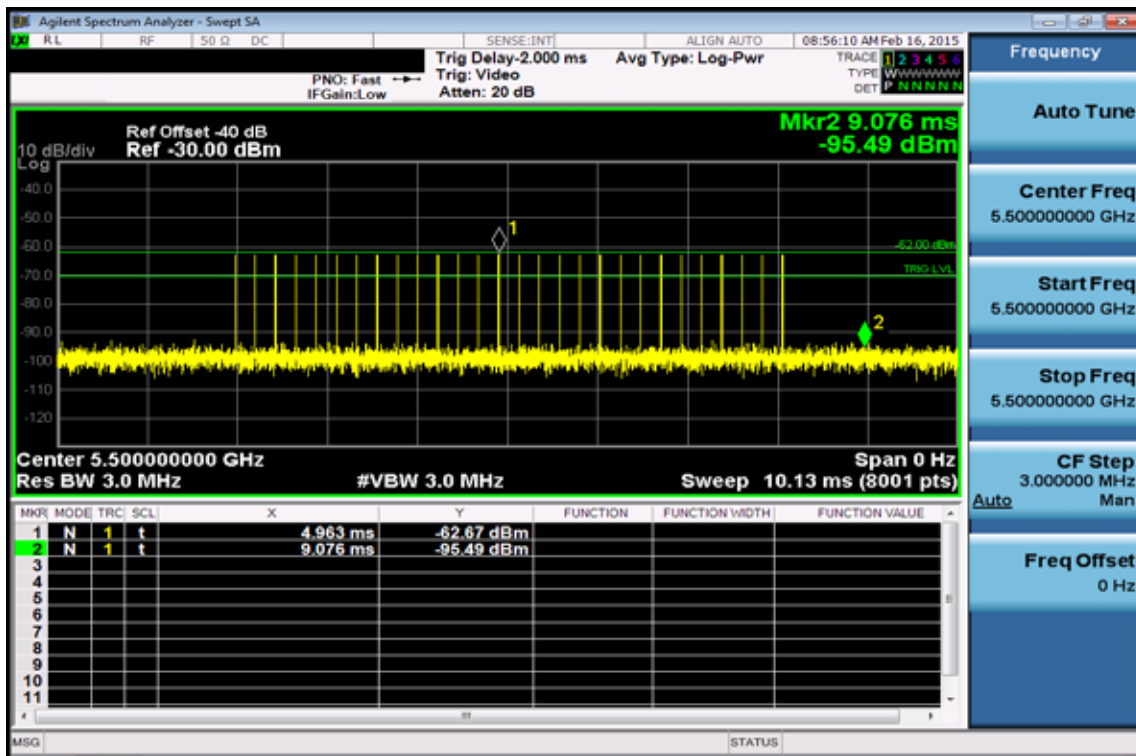 Agilent Spectrum Analyzer - Swept SA
RL RF 50 Ω DC SENSE:INT ALIGN AUTO 08:56:10 AM Feb 16, 2015
Trig Delay-2.000 ms Avg Type: Log-Pwr TRACE 1 2 3 4 5 6
PNO: Fast Trig: Video TYPE WWWWWWW
IFGain:Low Atten: 20 dB DET P N N N N N
Mkr2 9.076 ms
-95.49 dBm
Ref Offset -40 dB
10 dB/div Ref -30.00 dBm
Log
-40.0
-50.0
1
-60.0
-62.00 dBm
-70.0
TRIG LVL
-80.0
-90.0
2
-100
-110
-120
Center 5.500000000 GHz Span 0 Hz
Res BW 3.0 MHz #VBW 3.0 MHz Sweep 10.13 ms (8001 pts)
MKR MODE TRC SCL X Y FUNCTION FUNCTION WIDTH FUNCTION VALUE
1 N 1 t 4.963 ms -62.67 dBm
2 N 1 t 9.076 ms -95.49 dBm
3
4
5
6
7
8
9
10
11
MSG STATUS
Frequency
Auto Tune
Center Freq
5.500000000 GHz
Start Freq
5.500000000 GHz
Stop Freq
5.500000000 GHz
CF Step
3.000000 MHz
Auto Man
Freq Offset
0 Hz